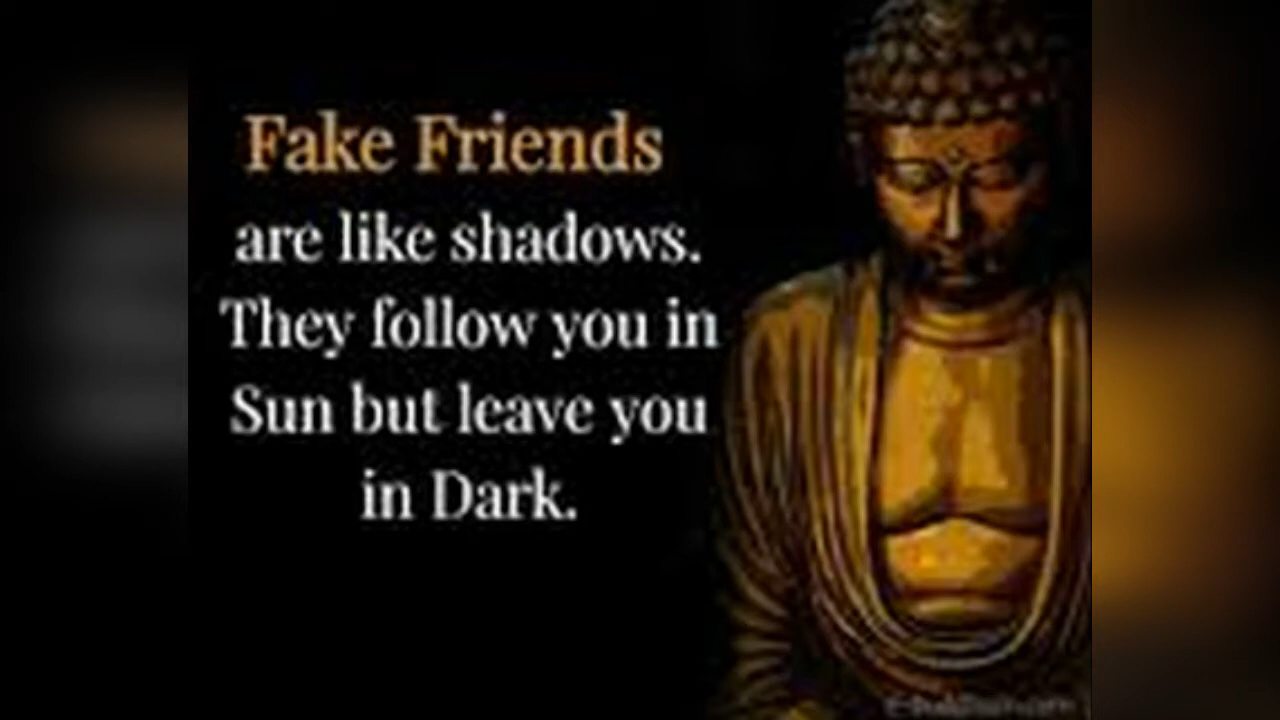 Fake Friends
are like shadows.
They follow you in
Sun but leave you
in Dark.